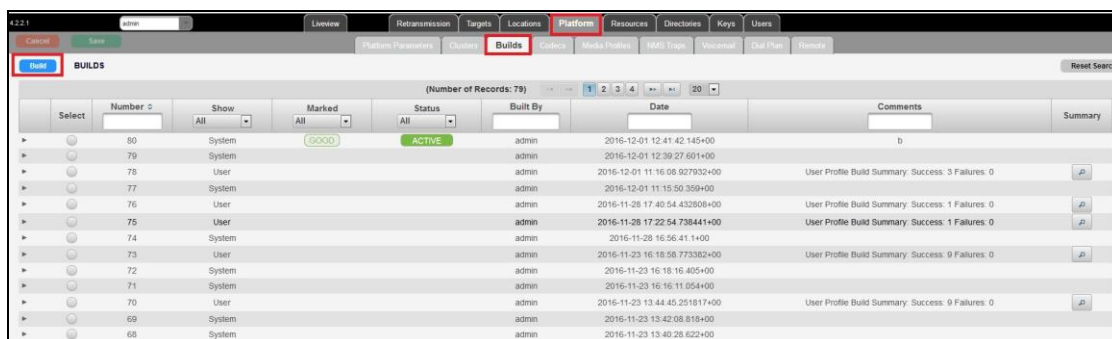 4.2.2.1 admin Liveview Retransmission Targets Locations Platform Resources Directories Keys Users
Cancel Save Platform Parameters Clusters Builds Codecs Media Profiles NMS Traps Voicemail Dial Plan Remote
Build BUILDS Reset Searc
(Number of Records: 79) 1 2 3 4 20
Select Number Show Marked Status Built By Date Comments Summary
All All All
80 System GOOD ACTIVE admin 2016-12-01 12:41:42.145+00 b
79 System admin 2016-12-01 12:39:27.601+00
78 User admin 2016-12-01 11:16:08.927932+00 User Profile Build Summary: Success: 3 Failures: 0
77 System admin 2016-12-01 11:15:50.359+00
76 User admin 2016-11-28 17:40:54.432808+00 User Profile Build Summary: Success: 1 Failures: 0
75 User admin 2016-11-28 17:22:54.738441+00 User Profile Build Summary: Success: 1 Failures: 0
74 System admin 2016-11-28 16:56:41.1+00
73 User admin 2016-11-23 16:18:58.773382+00 User Profile Build Summary: Success: 9 Failures: 0
72 System admin 2016-11-23 16:18:16.405+00
71 System admin 2016-11-23 16:16:11.054+00
70 User admin 2016-11-23 13:44:45.251817+00 User Profile Build Summary: Success: 9 Failures: 0
69 System admin 2016-11-23 13:42:08.818+00
68 System admin 2016-11-23 13:40:28.622+00